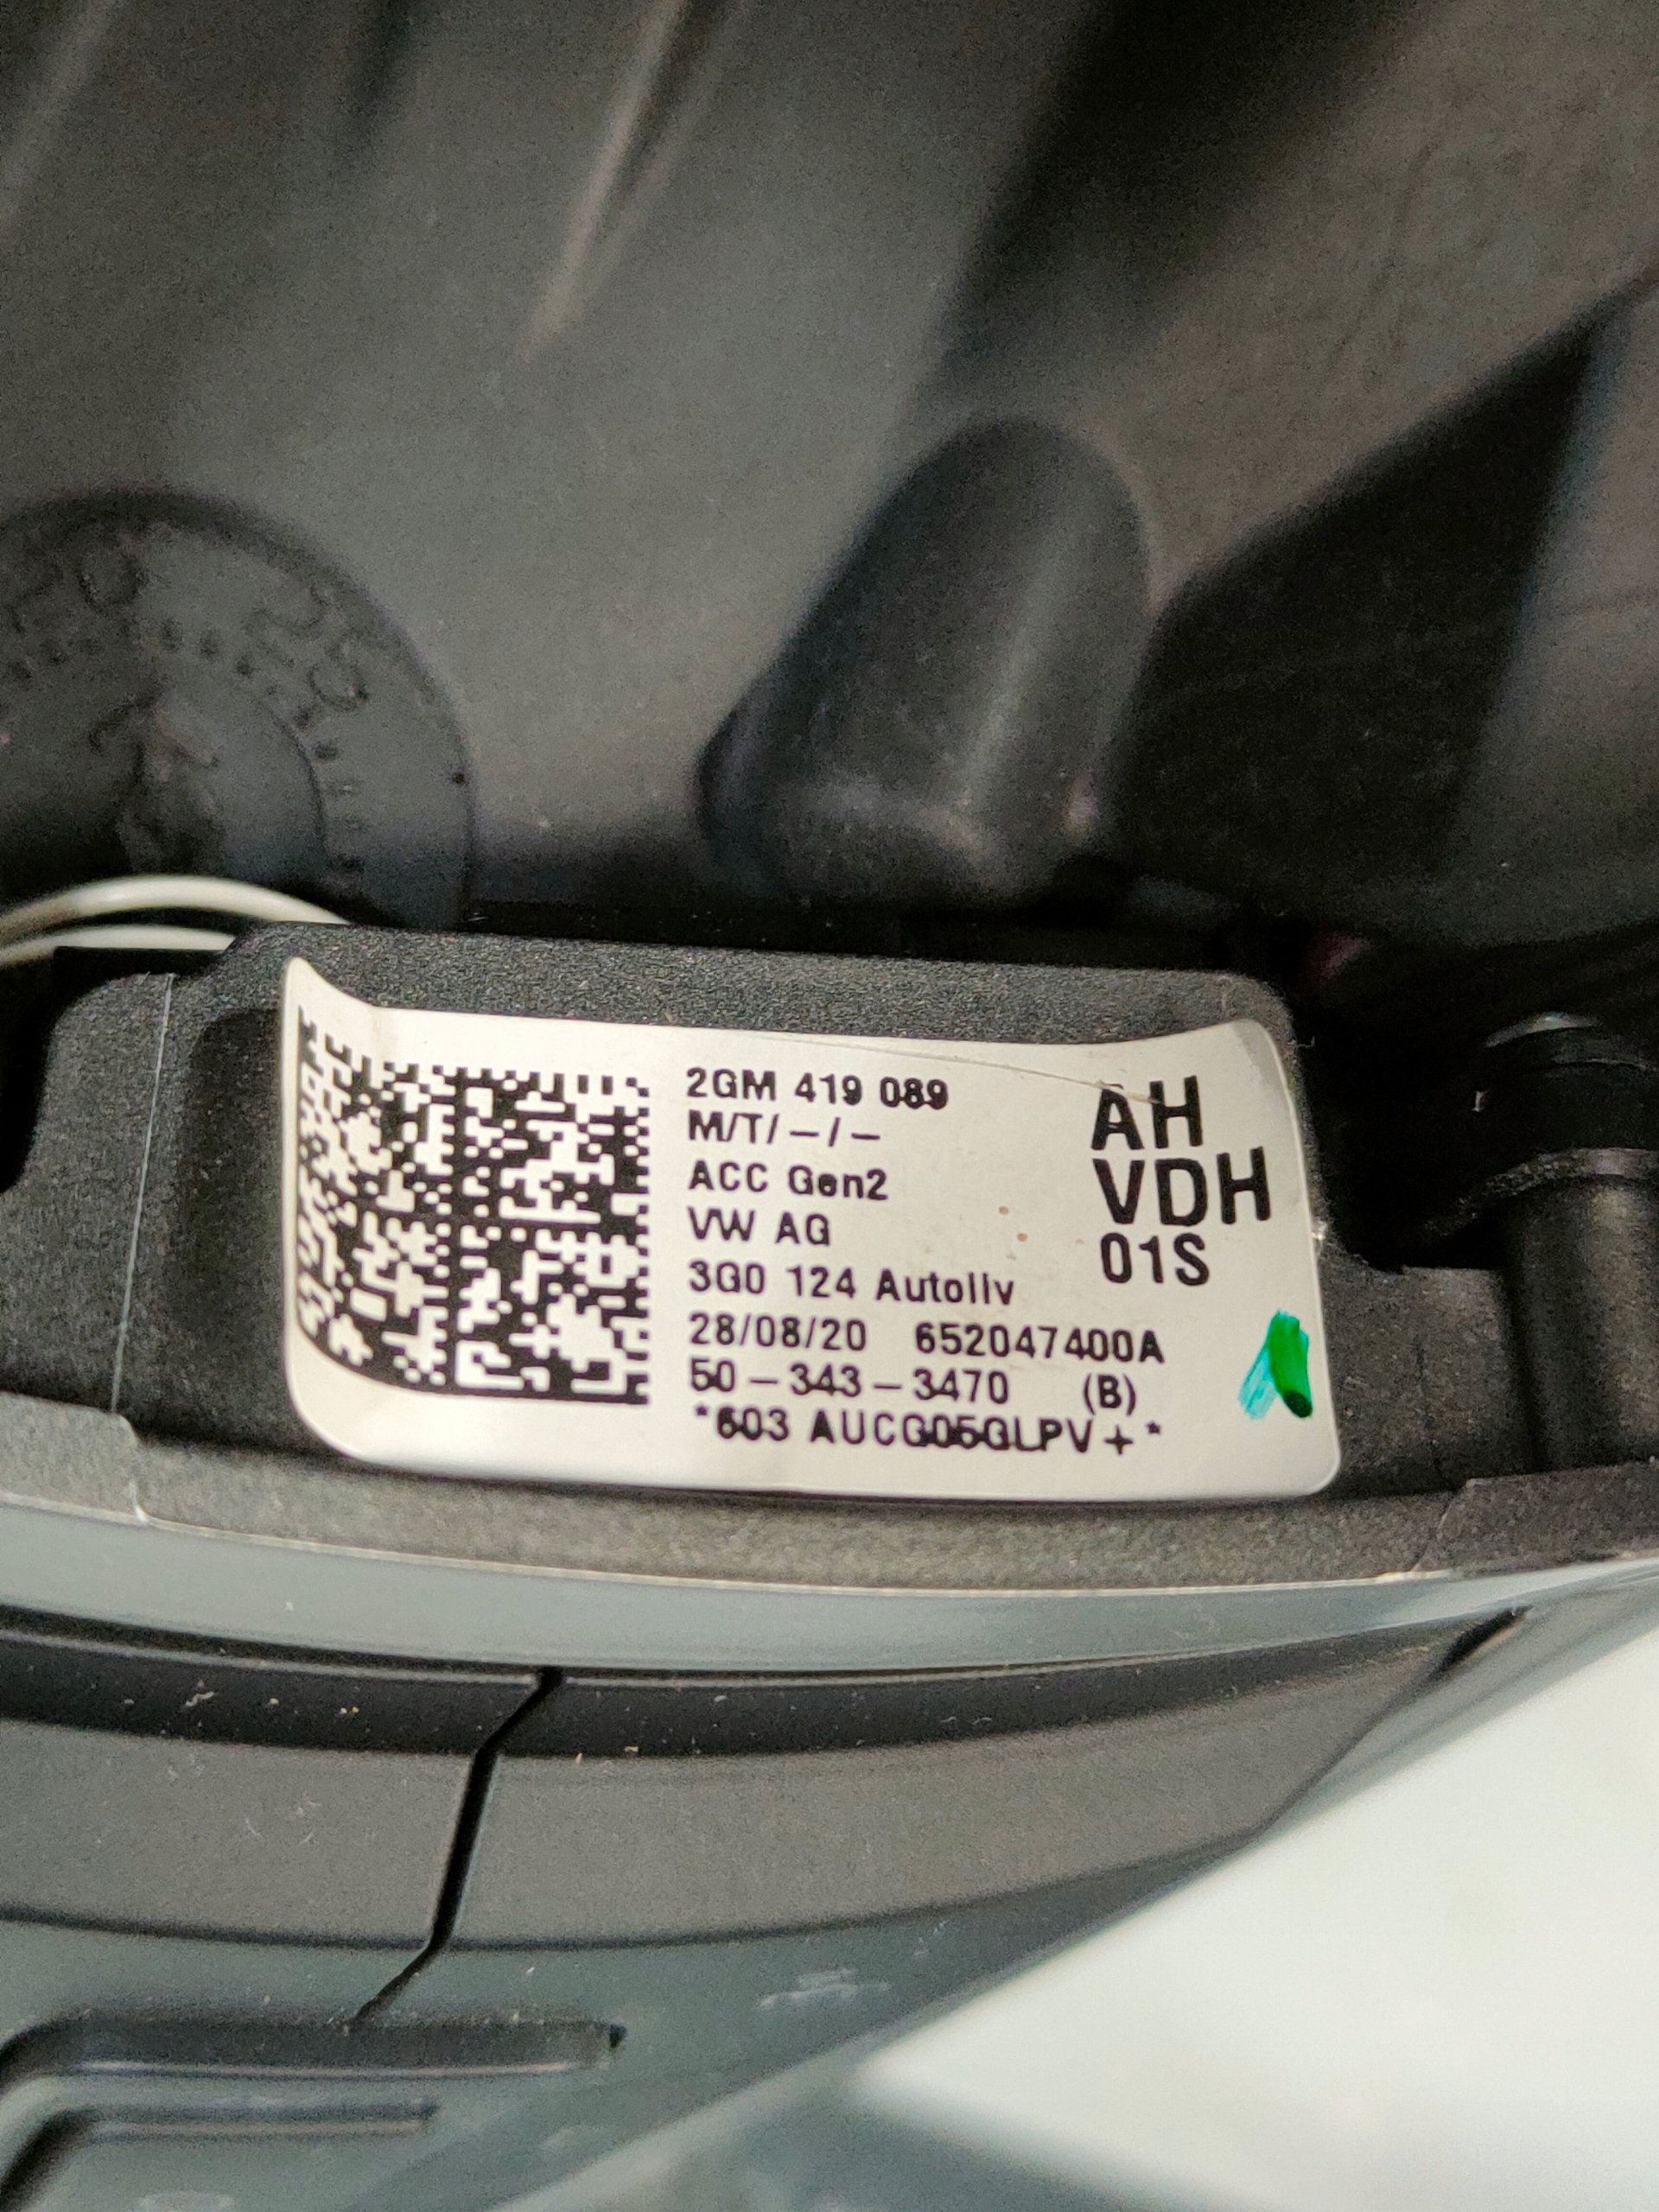 2GM 419 089
M/T/–/–
ACC Gen2
VW AG
3G0 124 Autoliv
28/08/20 652047400A
50–343–3470 (B)
*603 AUCG05GLPV+*
AH
VDH
01S